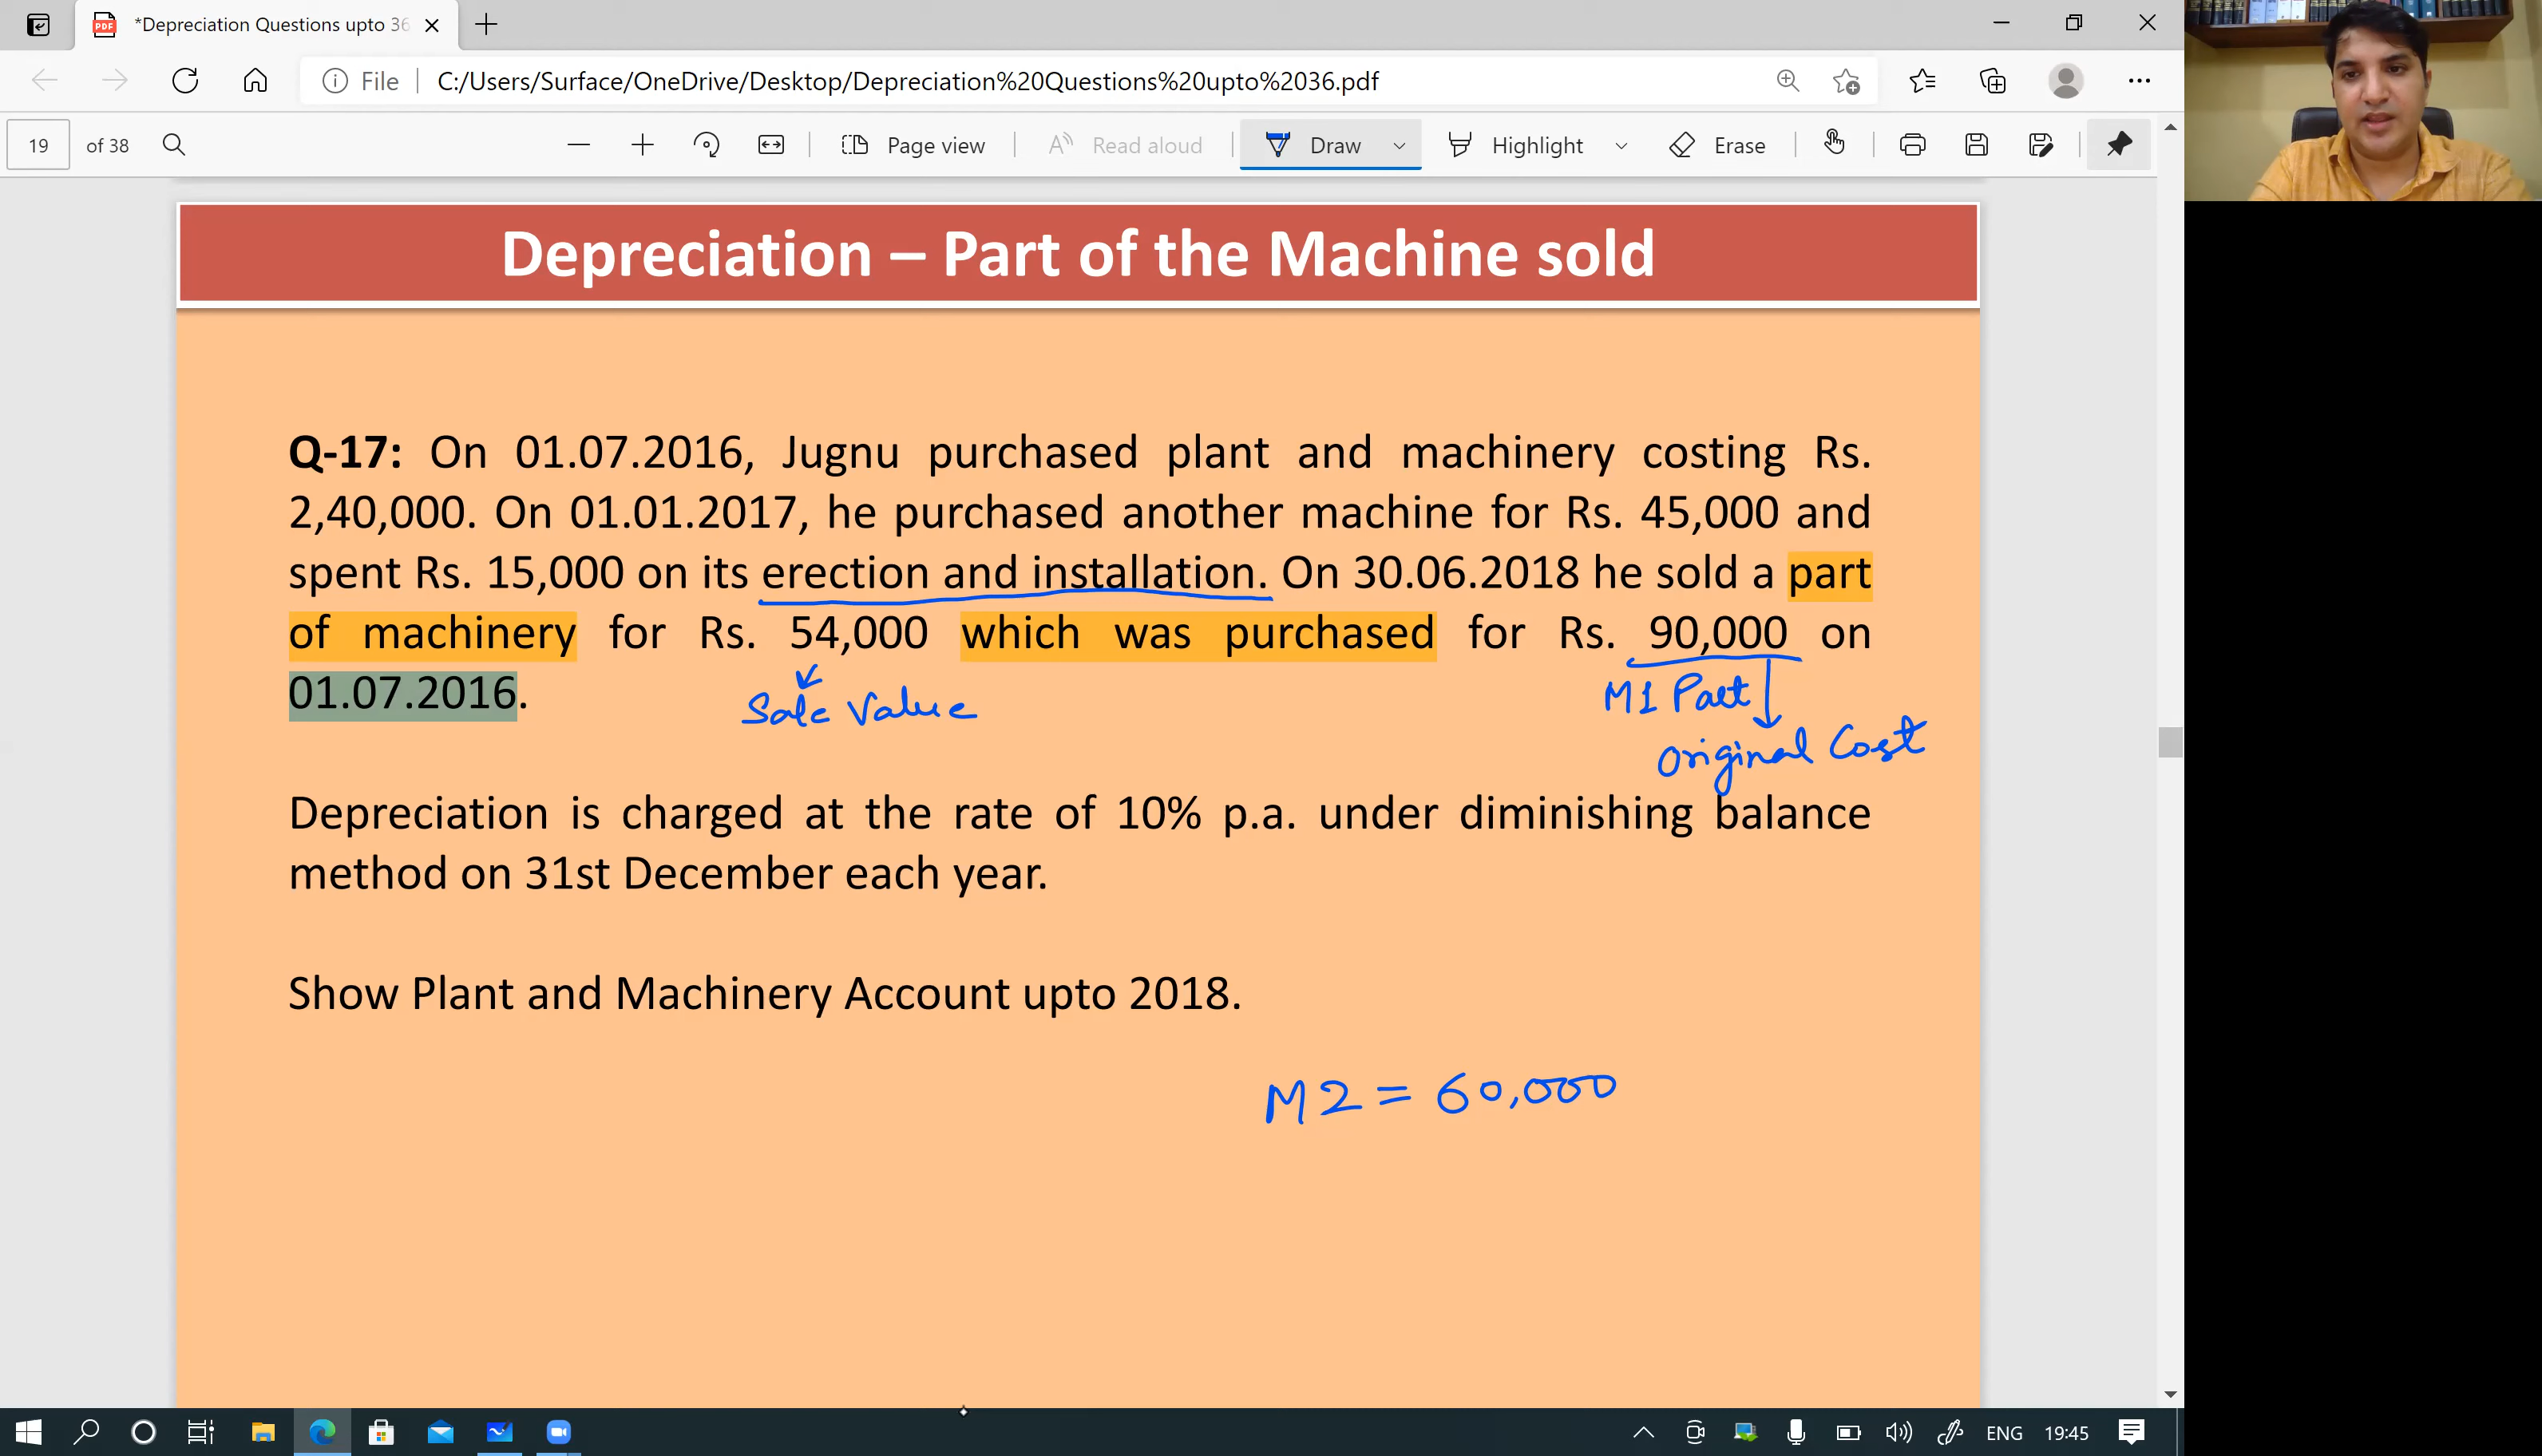 *Depreciation Questions upto 36
File
C:/Users/Surface/OneDrive/Desktop/Depreciation%20Questions%20upto%2036.pdf
19 of 38
Page view
Read aloud
Draw
Highlight
Erase
Depreciation – Part of the Machine sold
Q-17: On 01.07.2016, Jugnu purchased plant and machinery costing Rs.
2,40,000. On 01.01.2017, he purchased another machine for Rs. 45,000 and
spent Rs. 15,000 on its erection and installation. On 30.06.2018 he sold a part
of machinery for Rs. 54,000 which was purchased for Rs. 90,000 on
01.07.2016.
Sale Value
M1 Part
Original Cost
Depreciation is charged at the rate of 10% p.a. under diminishing balance
method on 31st December each year.
Show Plant and Machinery Account upto 2018.
M2 = 60,000
ENG
19:45